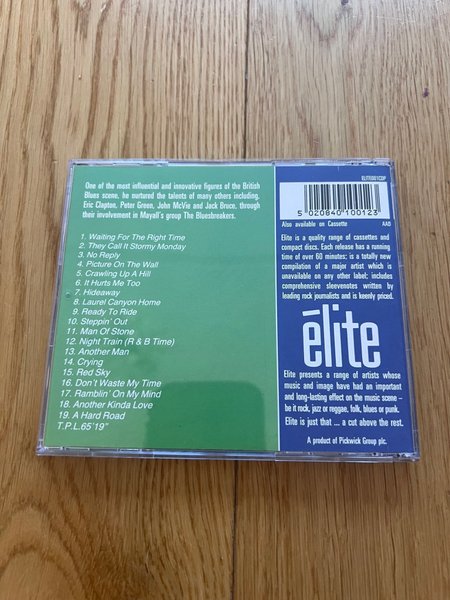 One of the most influential and innovative figures of the British
Blues scene, he nurtured the talents of many others including,
Eric Clapton, Peter Green, John McVie and Jack Bruce, through
their involvement in Mayall's group The Bluesbreakers.
1. Waiting For The Right Time
2. They Call It Stormy Monday
3. No Reply
4. Picture On The Wall
5. Crawling Up A Hill
6. It Hurts Me Too
7. Hideaway
8. Laurel Canyon Home
9. Ready To Ride
10. Steppin' Out
11. Man Of Stone
12. Night Train (R & B Time)
13. Another Man
14. Crying
15. Red Sky
16. Don't Waste My Time
17. Ramblin' On My Mind
18. Another Kinda Love
19. A Hard Road
T.P.L.65'19"
ELITE001CDP
5 020840 100123
Also available on Cassette AAD
Elite is a quality range of cassettes and
compact discs. Each release has a running
time of over 60 minutes; is a totally new
compilation of a major artist which is
unavailable on any other label; includes
comprehensive sleevenotes written by
leading rock journalists and is keenly priced.
élite
Elite presents a range of artists whose
music and image have had an important
and long-lasting effect on the music scene –
be it rock, jazz or reggae, folk, blues or punk.
Elite is just that ... a cut above the rest.
A product of Pickwick Group plc.